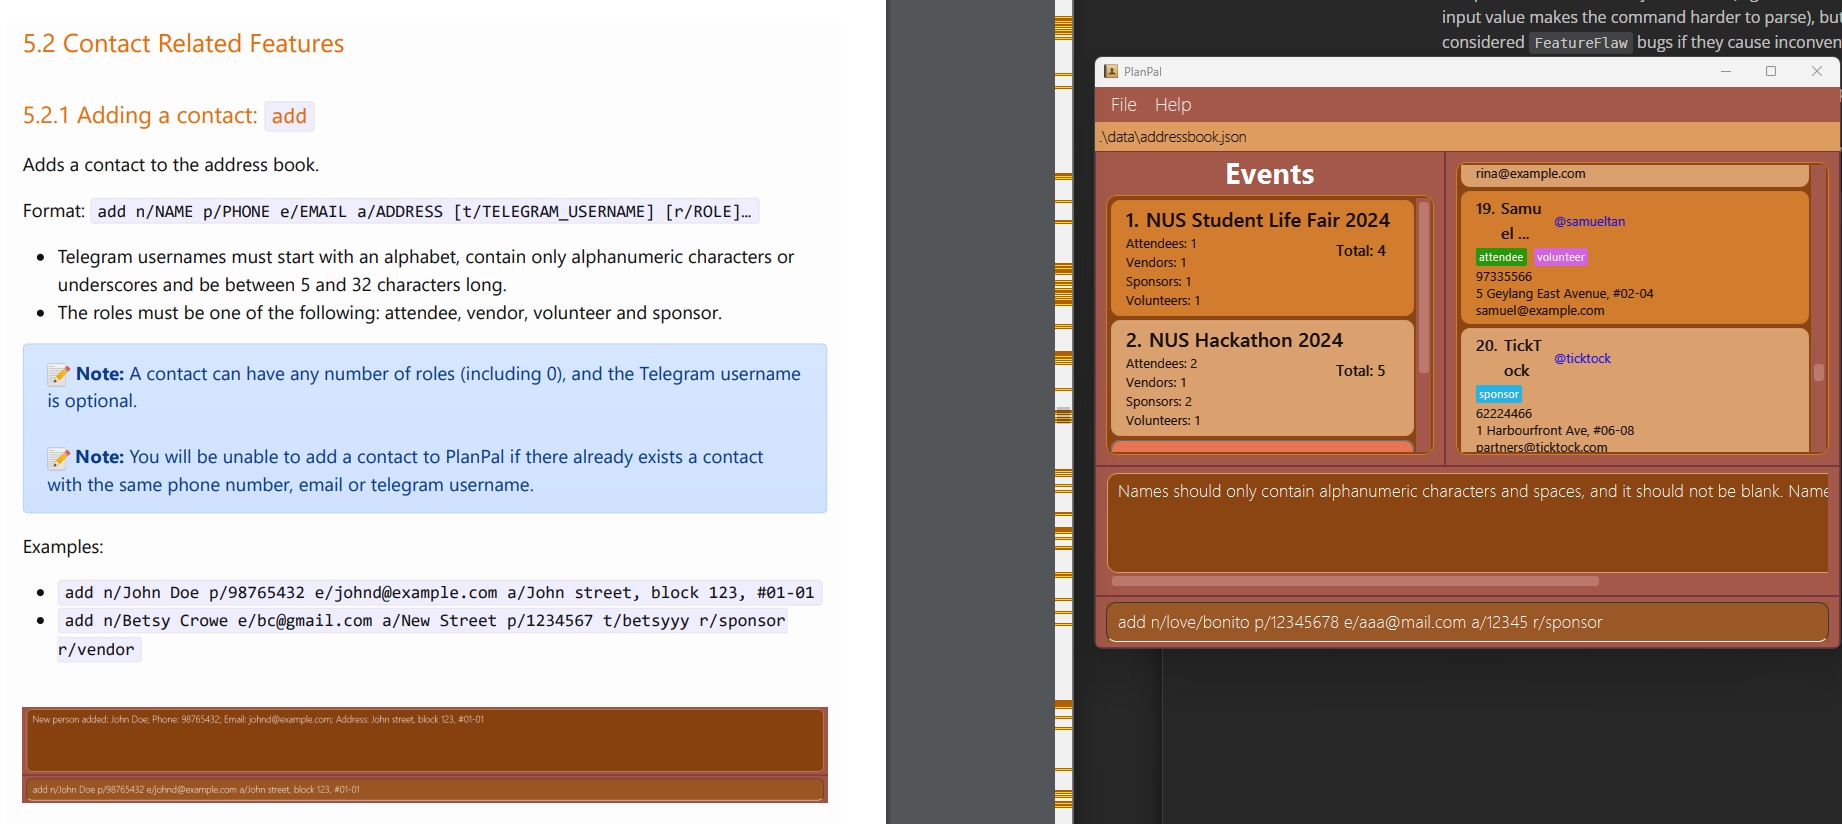 5.2 Contact Related Features
5.2.1 Adding a contact: add
Adds a contact to the address book.
Format: add n/NAME p/PHONE e/EMAIL a/ADDRESS [t/TELEGRAM_USERNAME] [r/ROLE]…
Telegram usernames must start with an alphabet, contain only alphanumeric characters or
underscores and be between 5 and 32 characters long.
The roles must be one of the following: attendee, vendor, volunteer and sponsor.
Note: A contact can have any number of roles (including 0), and the Telegram username
is optional.
Note: You will be unable to add a contact to PlanPal if there already exists a contact
with the same phone number, email or telegram username.
Examples:
add n/John Doe p/98765432 e/johnd@example.com a/John street, block 123, #01-01
add n/Betsy Crowe e/bc@gmail.com a/New Street p/1234567 t/betsyyy r/sponsor
r/vendor
New person added: John Doe; Phone: 98765432; Email: johnd@example.com; Address: John street, block 123, #01-01
add n/John Doe p/98765432 e/johnd@example.com a/John street, block 123, #01-01
input value makes the command harder to parse), but
considered FeatureFlaw bugs if they cause inconven
PlanPal
File Help
.\data\addressbook.json
Events
1. NUS Student Life Fair 2024
Attendees: 1
Vendors: 1
Sponsors: 1
Volunteers: 1
Total: 4
2. NUS Hackathon 2024
Attendees: 2
Vendors: 1
Sponsors: 2
Volunteers: 1
Total: 5
rina@example.com
19. Samu
el ...
@samueltan
attendee volunteer
97335566
5 Geylang East Avenue, #02-04
samuel@example.com
20. TickT
ock
@ticktock
sponsor
62224466
1 Harbourfront Ave, #06-08
partners@ticktock.com
Names should only contain alphanumeric characters and spaces, and it should not be blank. Name
add n/love/bonito p/12345678 e/aaa@mail.com a/12345 r/sponsor